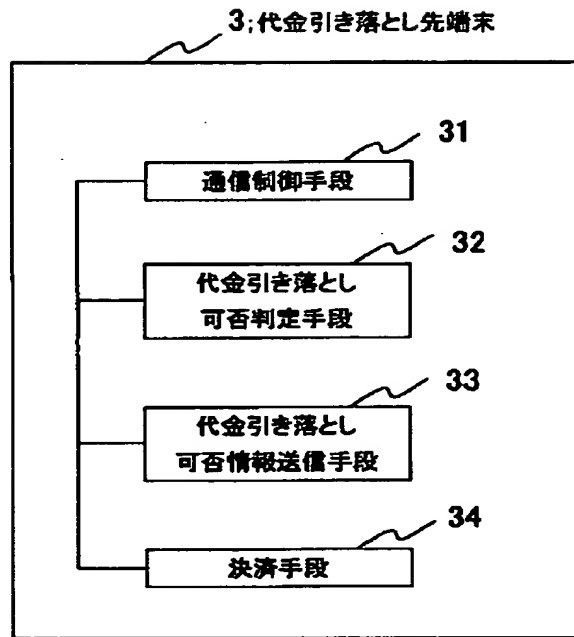 3;代金引き落とし先端末
31
通信制御手段
32
代金引き落とし
可否判定手段
33
代金引き落とし
可否情報送信手段
34
決済手段